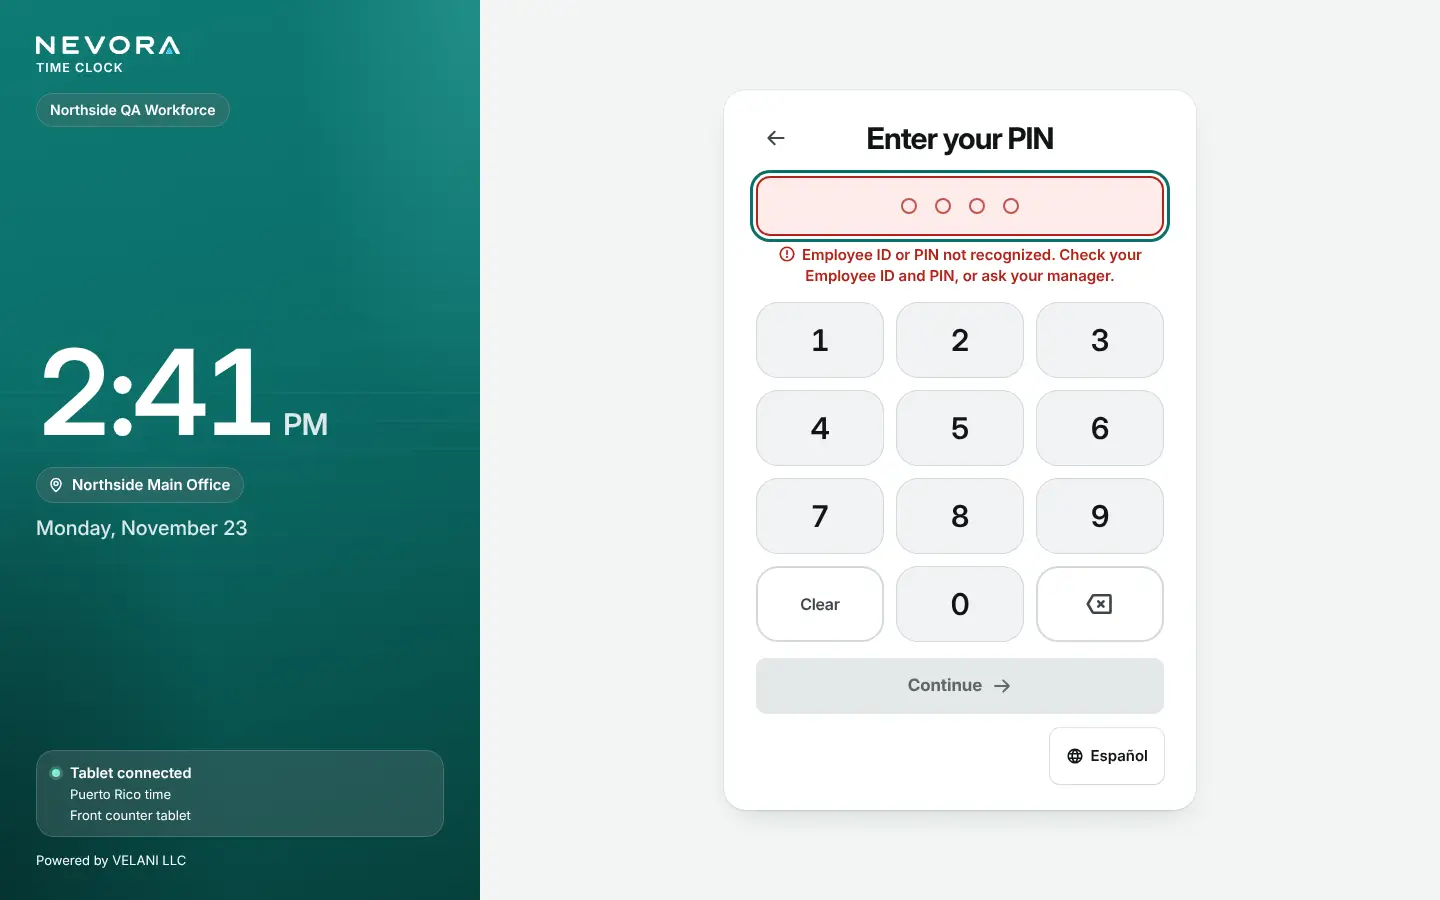 NEVORA
TIME CLOCK
Northside QA Workforce
2:41 PM
Northside Main Office
Monday, November 23
Tablet connected
Puerto Rico time
Front counter tablet
Powered by VELANI LLC
Enter your PIN
Employee ID or PIN not recognized. Check your
Employee ID and PIN, or ask your manager.
1 2 3
4 5 6
7 8 9
Clear 0
Continue
Español